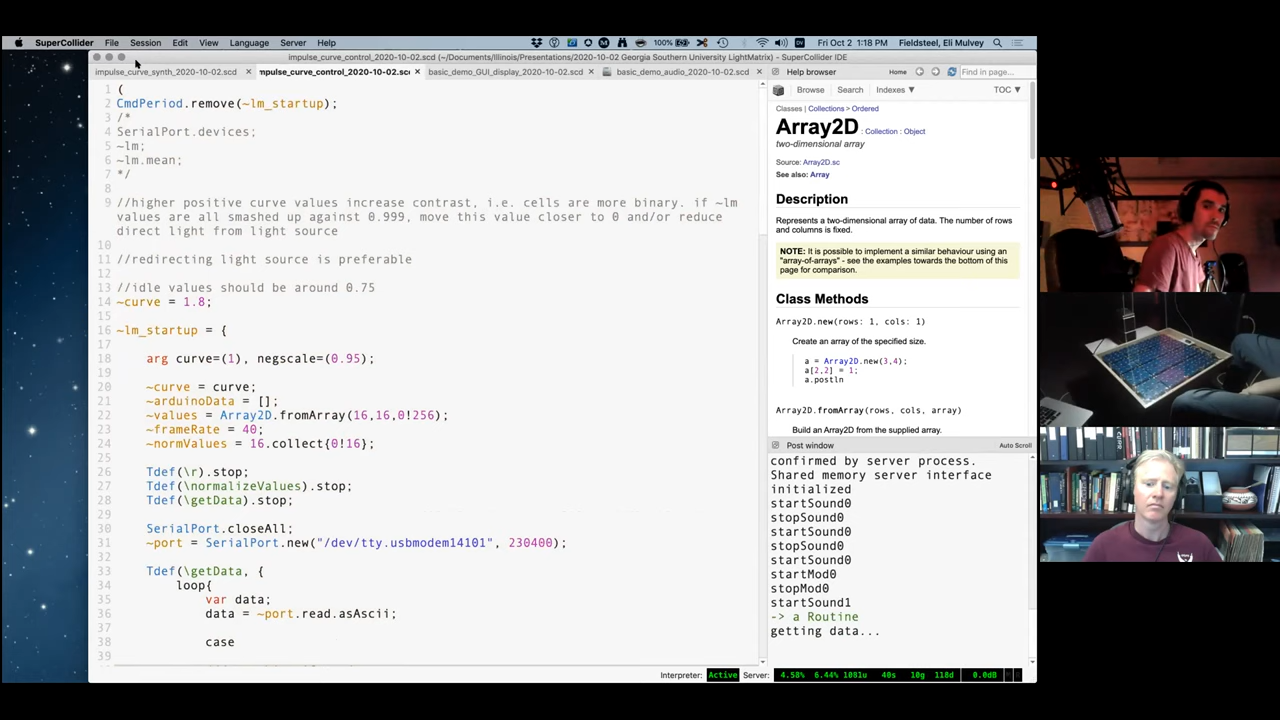 SuperCollider File Session Edit View Language Server Help
100% Fri Oct 2 1:18 PM Fieldsteel, Eli Mulvey
impulse_curve_control_2020-10-02.scd (~/Documents/Illinois/Presentations/2020-10-02 Georgia Southern University LightMatrix) - SuperCollider IDE
impulse_curve_synth_2020-10-02.scd
mpulse_curve_control_2020-10-02.sc
basic_demo_GUI_display_2020-10-02.scd
basic_demo_audio_2020-10-02.scd
1 (
2 CmdPeriod.remove(~lm_startup);
3 /*
4 SerialPort.devices;
5 ~lm;
6 ~lm.mean;
7 */
8
9 //higher positive curve values increase contrast, i.e. cells are more binary. if ~lm
values are all smashed up against 0.999, move this value closer to 0 and/or reduce
direct light from light source
10
11 //redirecting light source is preferable
12
13 //idle values should be around 0.75
14 ~curve = 1.8;
15
16 ~lm_startup = {
17
18 arg curve=(1), negscale=(0.95);
19
20 ~curve = curve;
21 ~arduinoData = [];
22 ~values = Array2D.fromArray(16,16,0!256);
23 ~frameRate = 40;
24 ~normValues = 16.collect{0!16};
25
26 Tdef(\r).stop;
27 Tdef(\normalizeValues).stop;
28 Tdef(\getData).stop;
29
30 SerialPort.closeAll;
31 ~port = SerialPort.new("/dev/tty.usbmodem14101", 230400);
32
33 Tdef(\getData, {
34 loop{
35 var data;
36 data = ~port.read.asAscii;
37
38 case
39
Help browser Home Find in page...
Browse Search Indexes ▼ TOC ▼
Classes | Collections > Ordered
Array2D : Collection : Object
two-dimensional array
Source: Array2D.sc
See also: Array
Description
Represents a two-dimensional array of data. The number of rows
and columns is fixed.
NOTE: It is possible to implement a similar behaviour using an
"array-of-arrays" - see the examples towards the bottom of this
page for comparison.
Class Methods
Array2D.new(rows: 1, cols: 1)
Create an array of the specified size.
a = Array2D.new(3,4);
a[2,2] = 1;
a.postln
Array2D.fromArray(rows, cols, array)
Build an Array2D from the supplied array.
Post window Auto Scroll
confirmed by server process.
Shared memory server interface
initialized
startSound0
stopSound0
startSound0
stopSound0
startSound0
startMod0
stopMod0
startSound1
-> a Routine
getting data...
Interpreter: Active Server: 4.58% 6.44% 1081u 40s 10g 118d 0.0dB